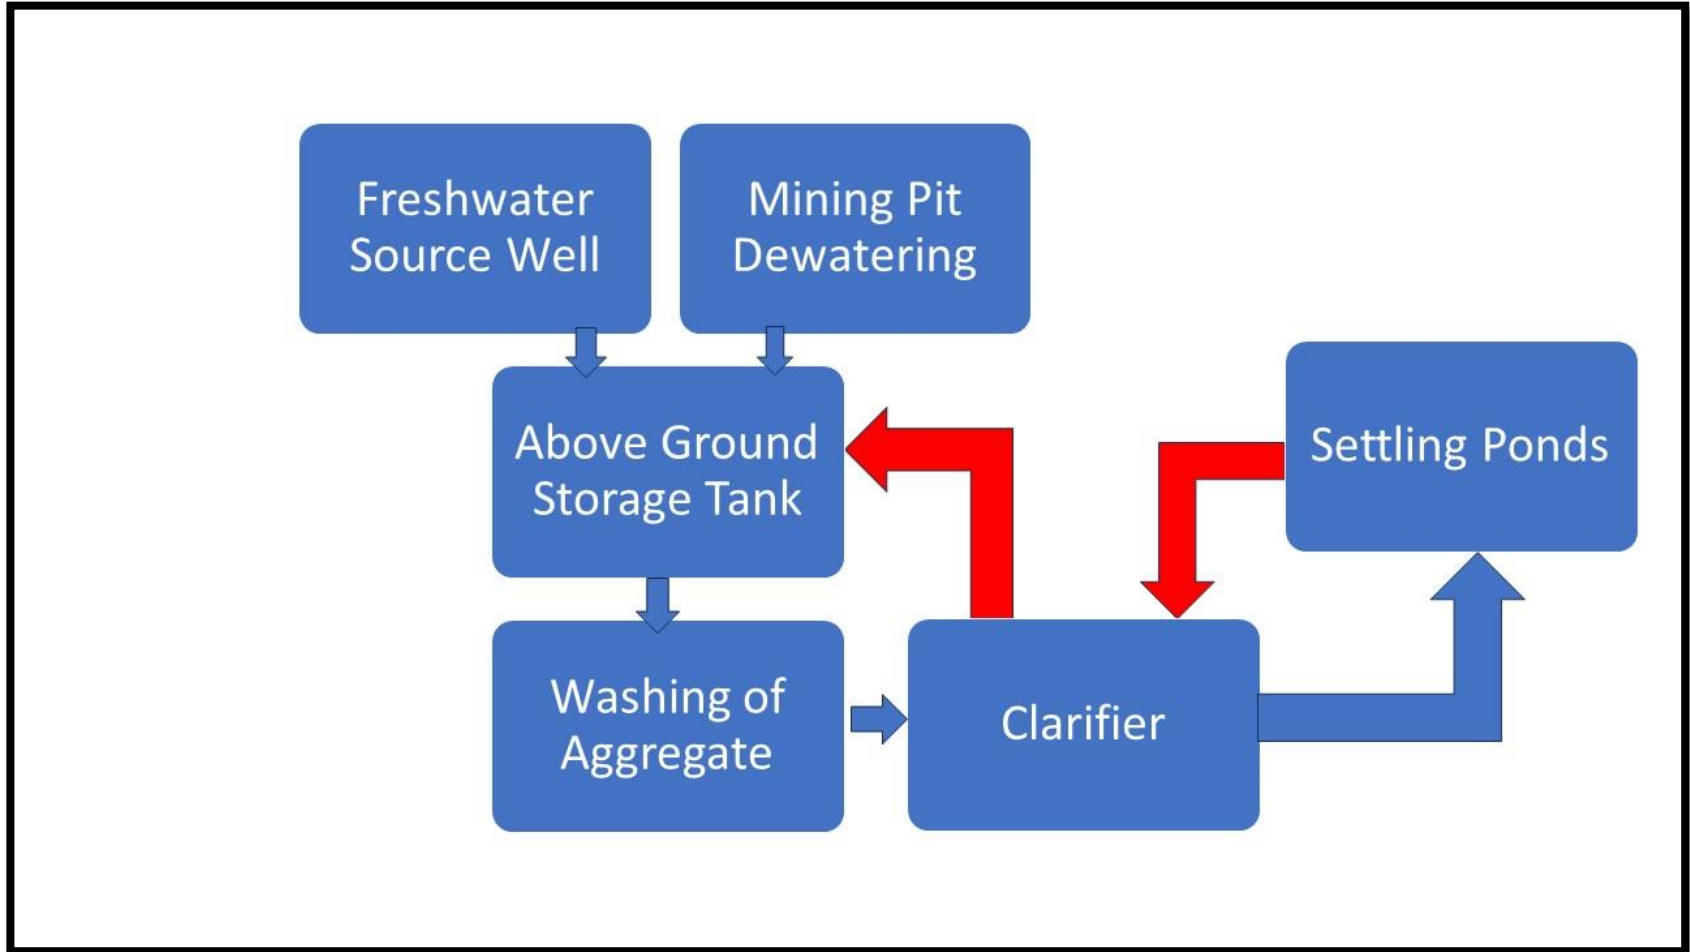 Freshwater
Source Well
Mining Pit
Dewatering
Above Ground
Storage Tank
Settling Ponds
Washing of
Aggregate
Clarifier